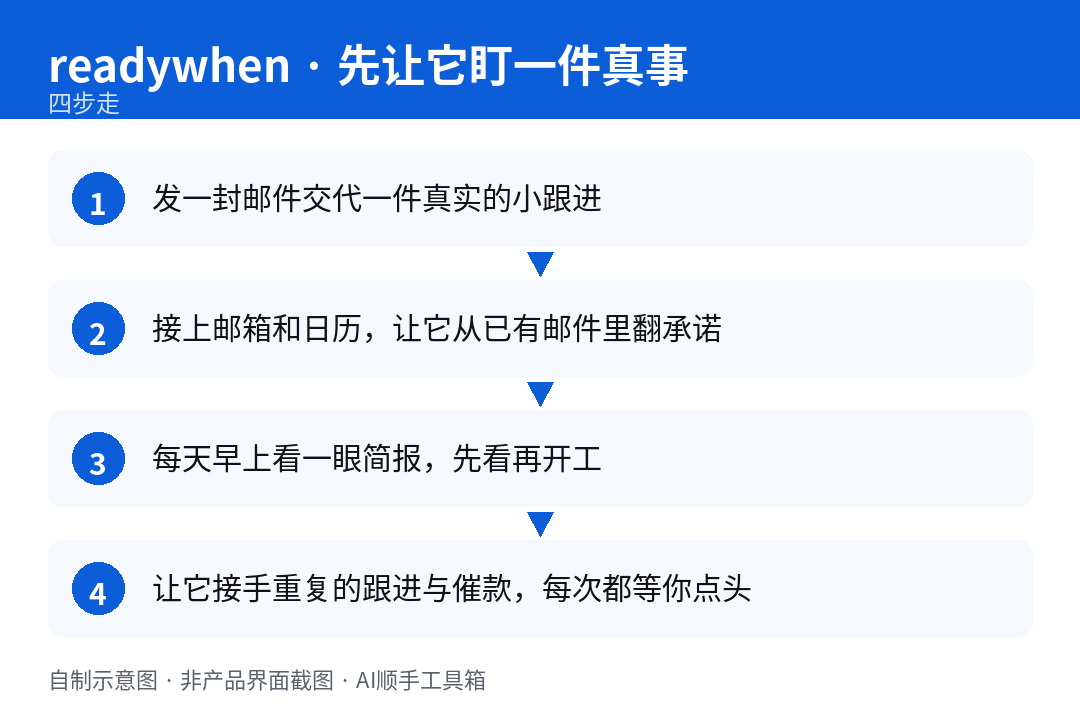 readywhen · 先让它盯一件真事
四步走
1 发一封邮件交代一件真实的小跟进
2 接上邮箱和日历，让它从已有邮件里翻承诺
3 每天早上看一眼简报，先看再开工
4 让它接手重复的跟进与催款，每次都等你点头
自制示意图 · 非产品界面截图 · AI顺手工具箱